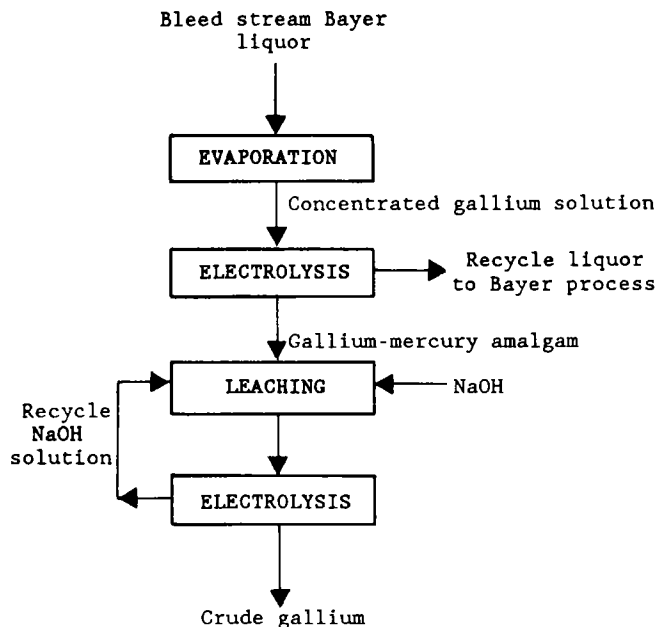 Bleed stream Bayer
liquor
EVAPORATION
Concentrated gallium solution
ELECTROLYSIS
Recycle liquor
to Bayer process
Gallium-mercury amalgam
LEACHING
NaOH
Recycle
NaOH
solution
ELECTROLYSIS
Crude gallium